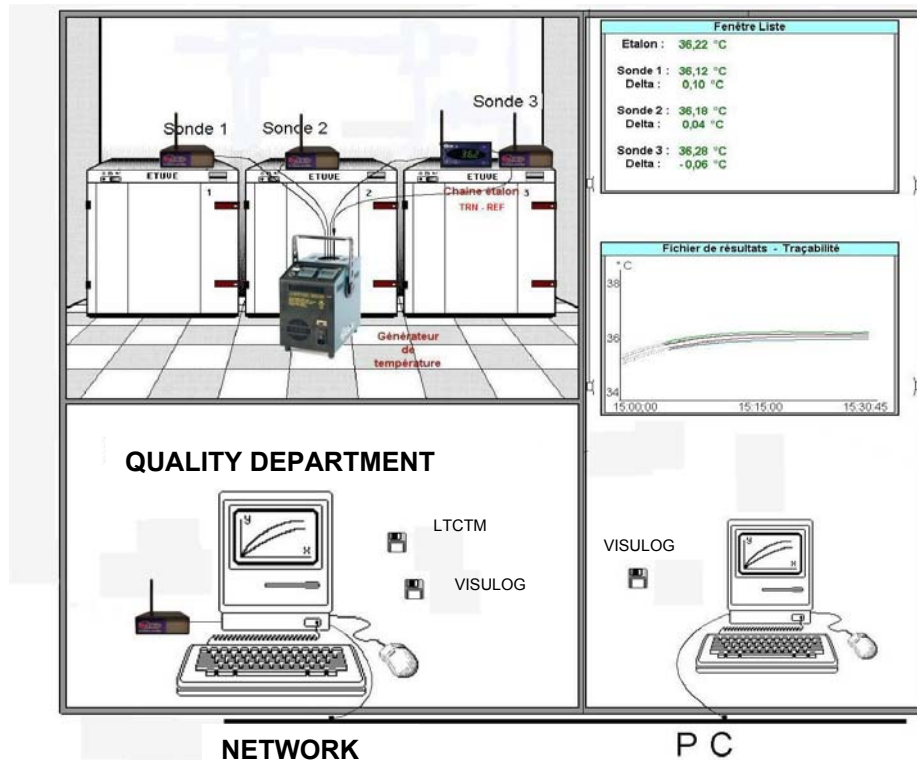 Sonde 1
Sonde 2
Sonde 3
ETUVE
1
ETUVE
2
ETUVE
3
Chaine étalon
TRN - REF
Générateur
de
température
Fenêtre Liste
Etalon : 36,22 °C
Sonde 1 : 36,12 °C
Delta : 0,10 °C
Sonde 2 : 36,18 °C
Delta : 0,04 °C
Sonde 3 : 36,28 °C
Delta : -0,06 °C
Fichier de résultats - Traçabilité
°C
38
36
34
15:00:00 15:15:00 15:30:45
QUALITY DEPARTMENT
Y
X
LTCTM
VISULOG
VISULOG
Y
X
NETWORK
P C